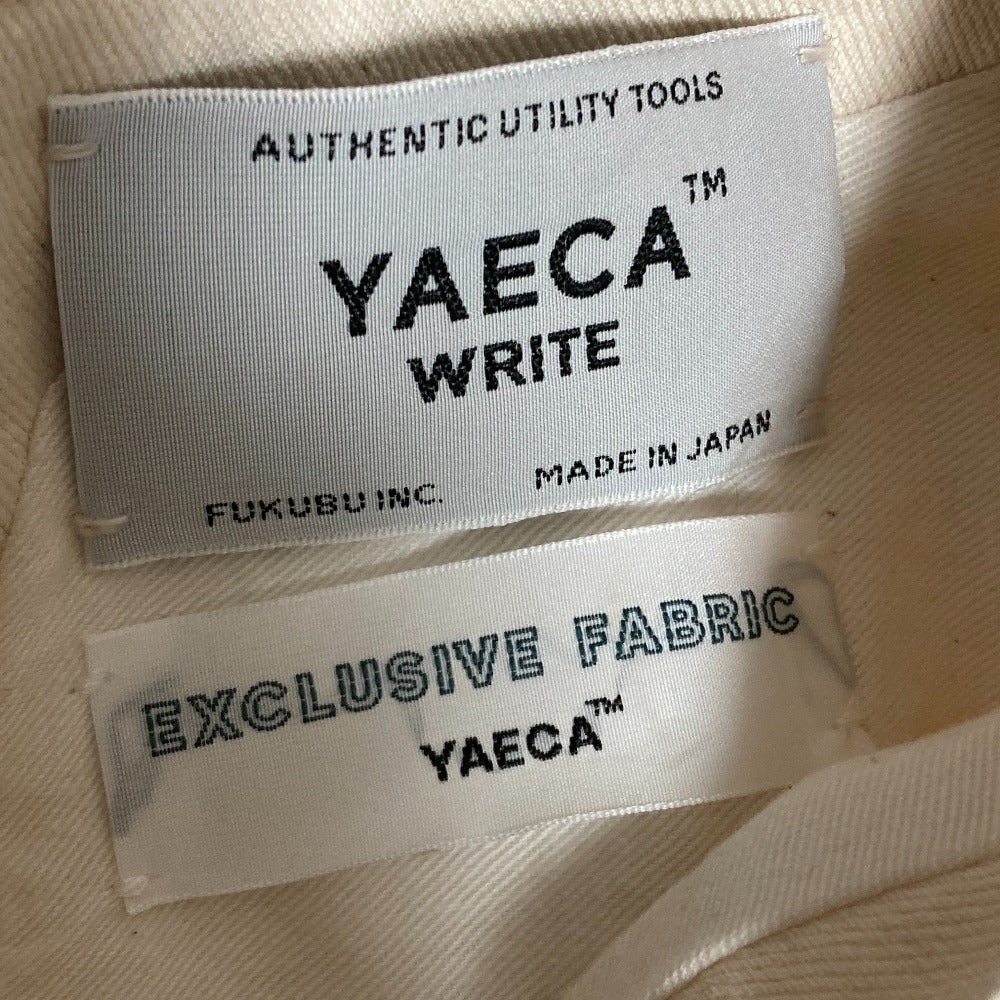 AUTHENTIC UTILITY TOOLS
YAECA™
WRITE
FUKUBU INC. MADE IN JAPAN
EXCLUSIVE FABRIC
YAECA™